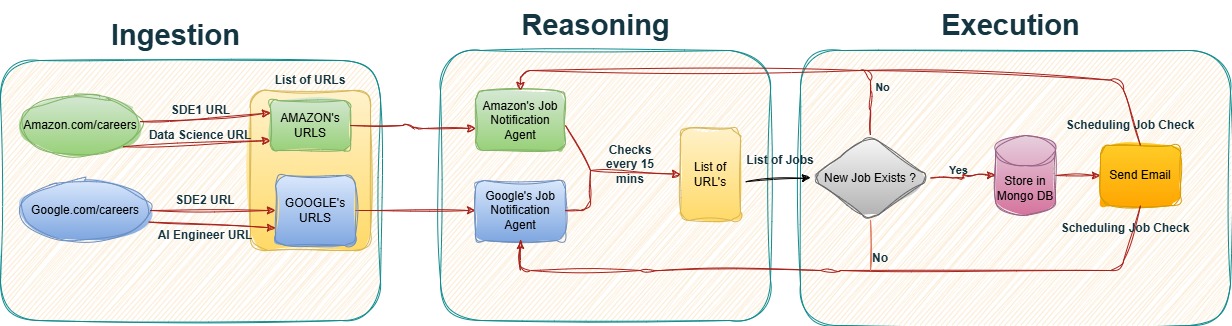 Ingestion
Reasoning
Execution
List of URLs
Amazon.com/careers
SDE1 URL
Data Science URL
AMAZON's
URLS
Google.com/careers
SDE2 URL
AI Engineer URL
GOOGLE's
URLS
Amazon's Job
Notification
Agent
Google's Job
Notification
Agent
Checks
every 15
mins
List of
URL's
List of Jobs
No
New Job Exists ?
No
Yes
Store in
Mongo DB
Scheduling Job Check
Send Email
Scheduling Job Check